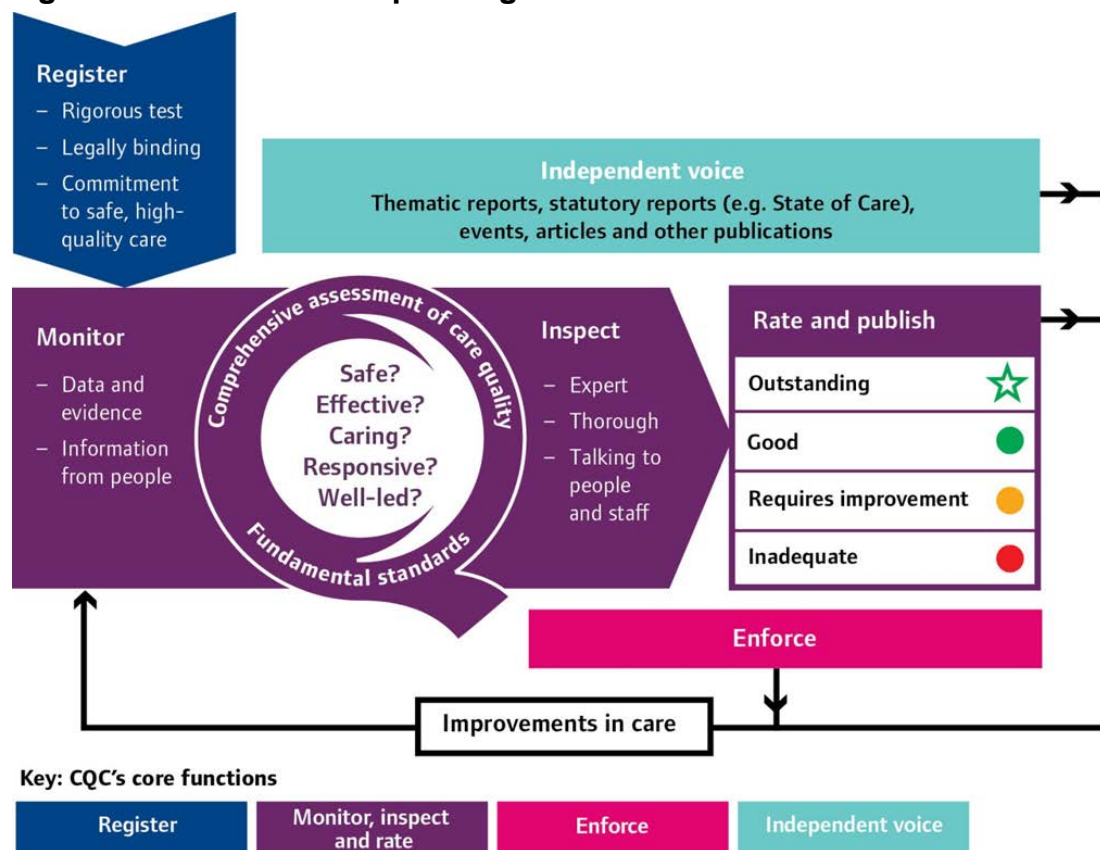 Register
– Rigorous test
– Legally binding
– Commitment
to safe, high-
quality care
Independent voice
Thematic reports, statutory reports (e.g. State of Care),
events, articles and other publications
Monitor
– Data and
evidence
– Information
from people
Comprehensive assessment of care quality
Safe?
Effective?
Caring?
Responsive?
Well-led?
Fundamental standards
Inspect
– Expert
– Thorough
– Talking to
people
and staff
Rate and publish
Outstanding
Good
Requires improvement
Inadequate
Enforce
Improvements in care
Key: CQC's core functions
Register
Monitor, inspect
and rate
Enforce
Independent voice